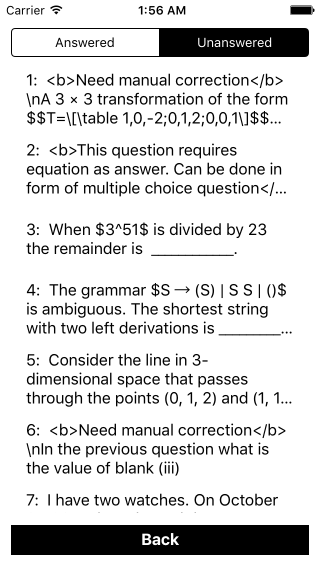 Carrier 1:56 AM
Answered Unanswered
1: <b>Need manual correction</b>
\nA 3 × 3 transformation of the form
$$T=\[\table 1,0,-2;0,1,2;0,0,1\]$$...
2: <b>This question requires
equation as answer. Can be done in
form of multiple choice question</...
3: When $3^51$ is divided by 23
the remainder is ____________.
4: The grammar $S → (S) | S S | ()$
is ambiguous. The shortest string
with two left derivations is _________...
5: Consider the line in 3-
dimensional space that passes
through the points (0, 1, 2) and (1, 1...
6: <b>Need manual correction</b>
\nIn the previous question what is
the value of blank (iii)
7: I have two watches. On October
Back